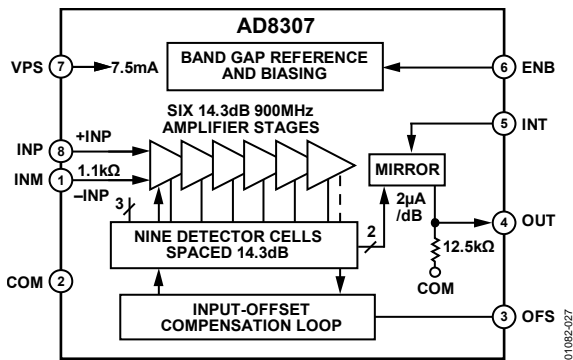 AD8307
VPS 7 7.5mA
BAND GAP REFERENCE
AND BIASING
6 ENB
SIX 14.3dB 900MHz
AMPLIFIER STAGES
5 INT
INP 8 +INP
MIRROR
INM 1 1.1kΩ
–INP
2µA
/dB
3
4 OUT
NINE DETECTOR CELLS
SPACED 14.3dB
2
12.5kΩ
COM 2
COM
INPUT-OFFSET
COMPENSATION LOOP
3 OFS
01082-027